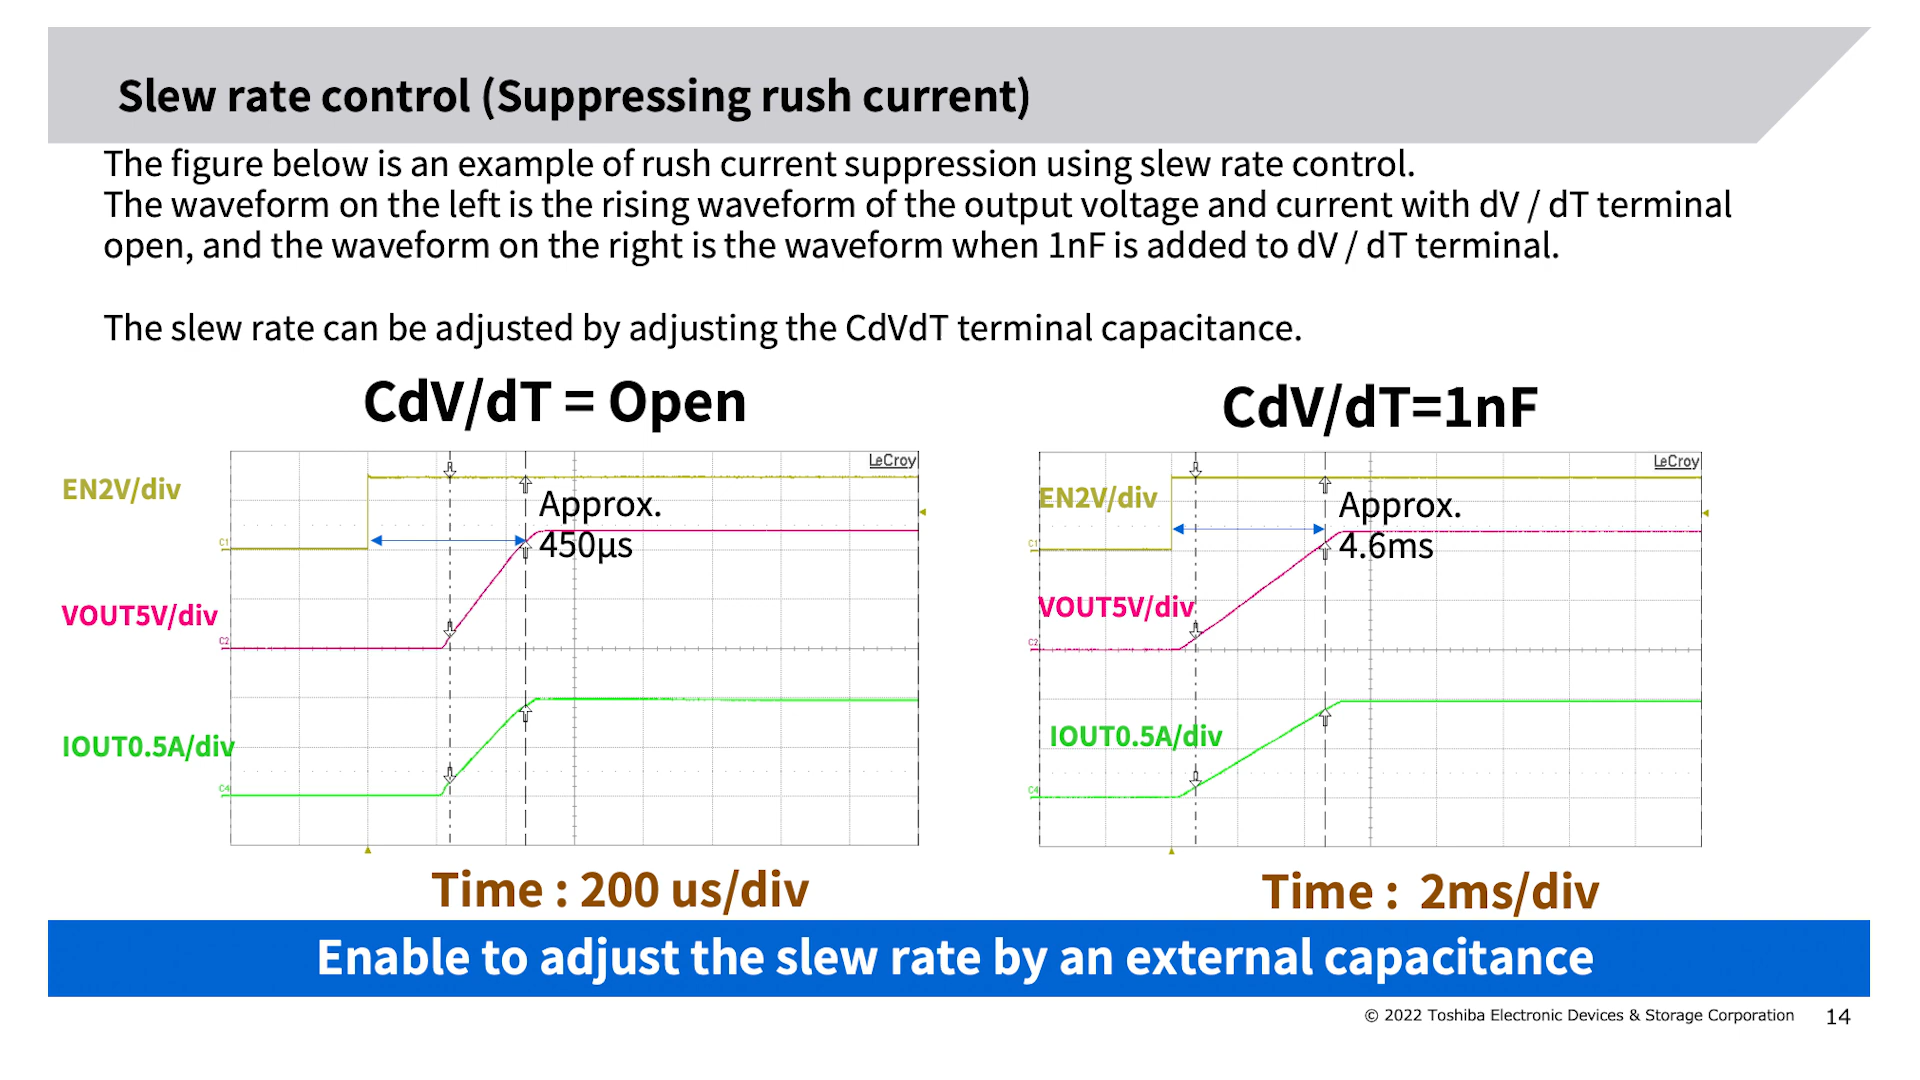 Slew rate control (Suppressing rush current)
The figure below is an example of rush current suppression using slew rate control.
The waveform on the left is the rising waveform of the output voltage and current with dV / dT terminal
open, and the waveform on the right is the waveform when 1nF is added to dV / dT terminal.
The slew rate can be adjusted by adjusting the CdVdT terminal capacitance.
CdV/dT = Open
LeCroy
EN2V/div
Approx.
450µs
C1
VOUT5V/div
C2
IOUT0.5A/div
C4
Time : 200 us/div
CdV/dT=1nF
LeCroy
EN2V/div
Approx.
4.6ms
C1
VOUT5V/div
C2
IOUT0.5A/div
C4
Time : 2ms/div
Enable to adjust the slew rate by an external capacitance
© 2022 Toshiba Electronic Devices & Storage Corporation 14